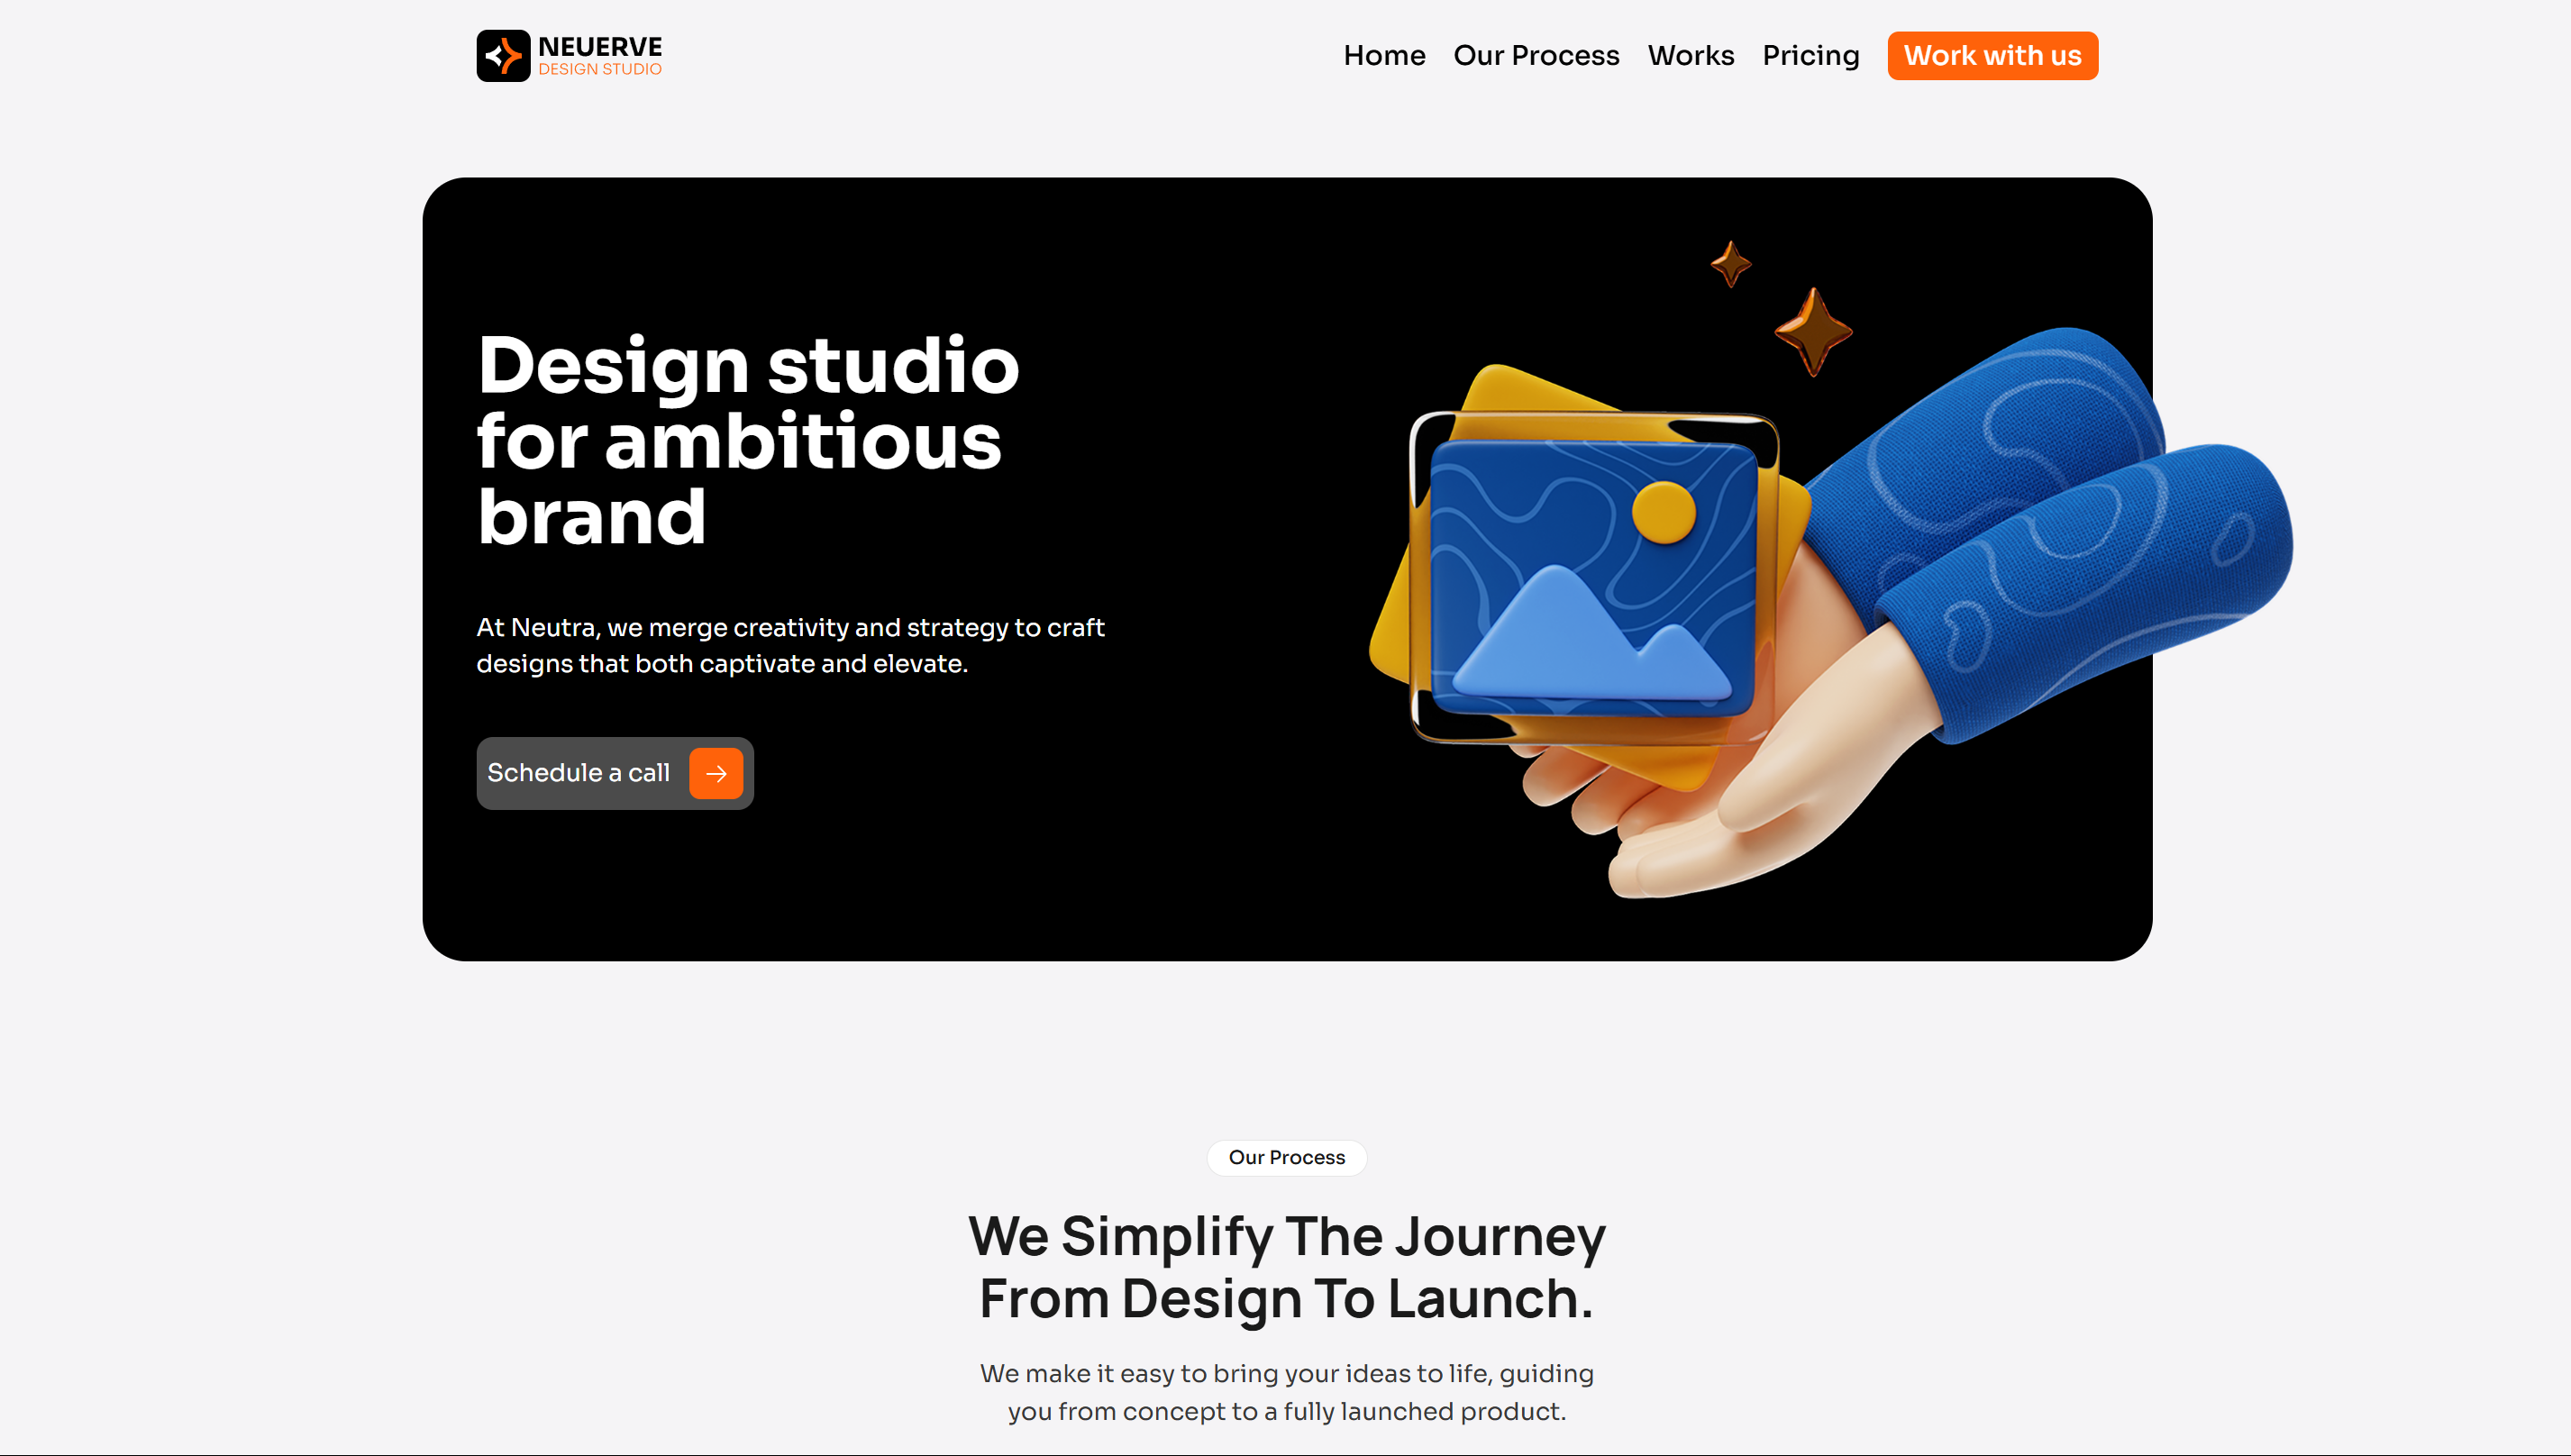 NEUERVE
DESIGN STUDIO
Home Our Process Works Pricing Work with us
Design studio
for ambitious
brand
At Neutra, we merge creativity and strategy to craft
designs that both captivate and elevate.
Schedule a call
Our Process
We Simplify The Journey
From Design To Launch.
We make it easy to bring your ideas to life, guiding
you from concept to a fully launched product.